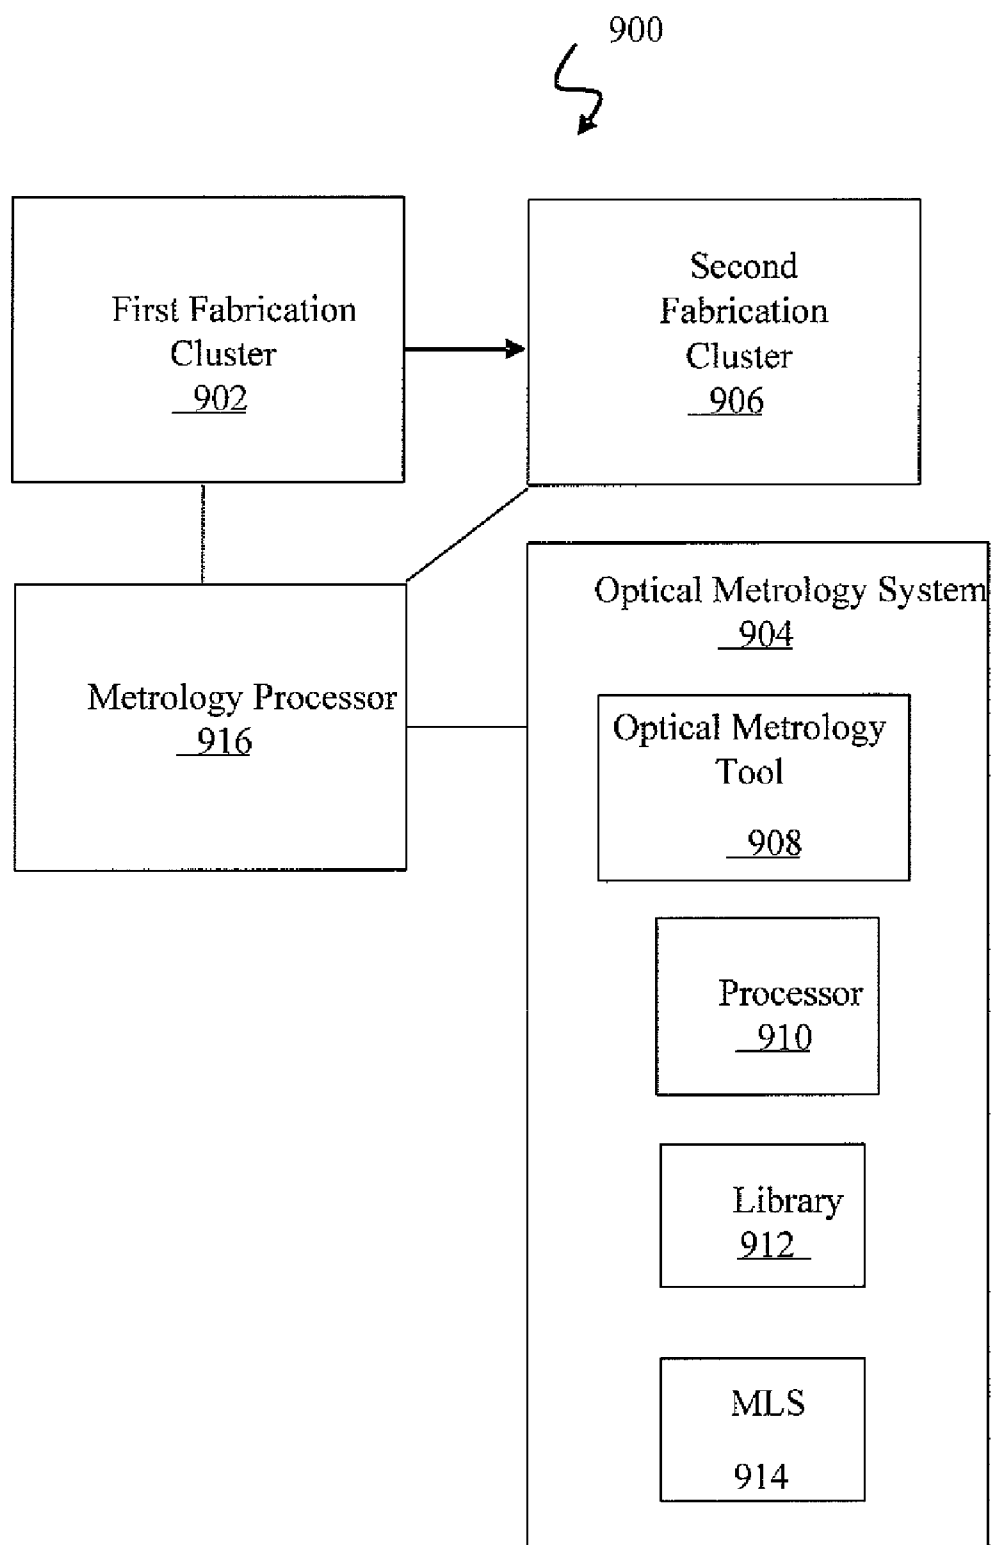 900
First Fabrication
Cluster
902
Second
Fabrication
Cluster
906
Metrology Processor
916
Optical Metrology System
904
Optical Metrology
Tool
908
Processor
910
Library
912
MLS
914